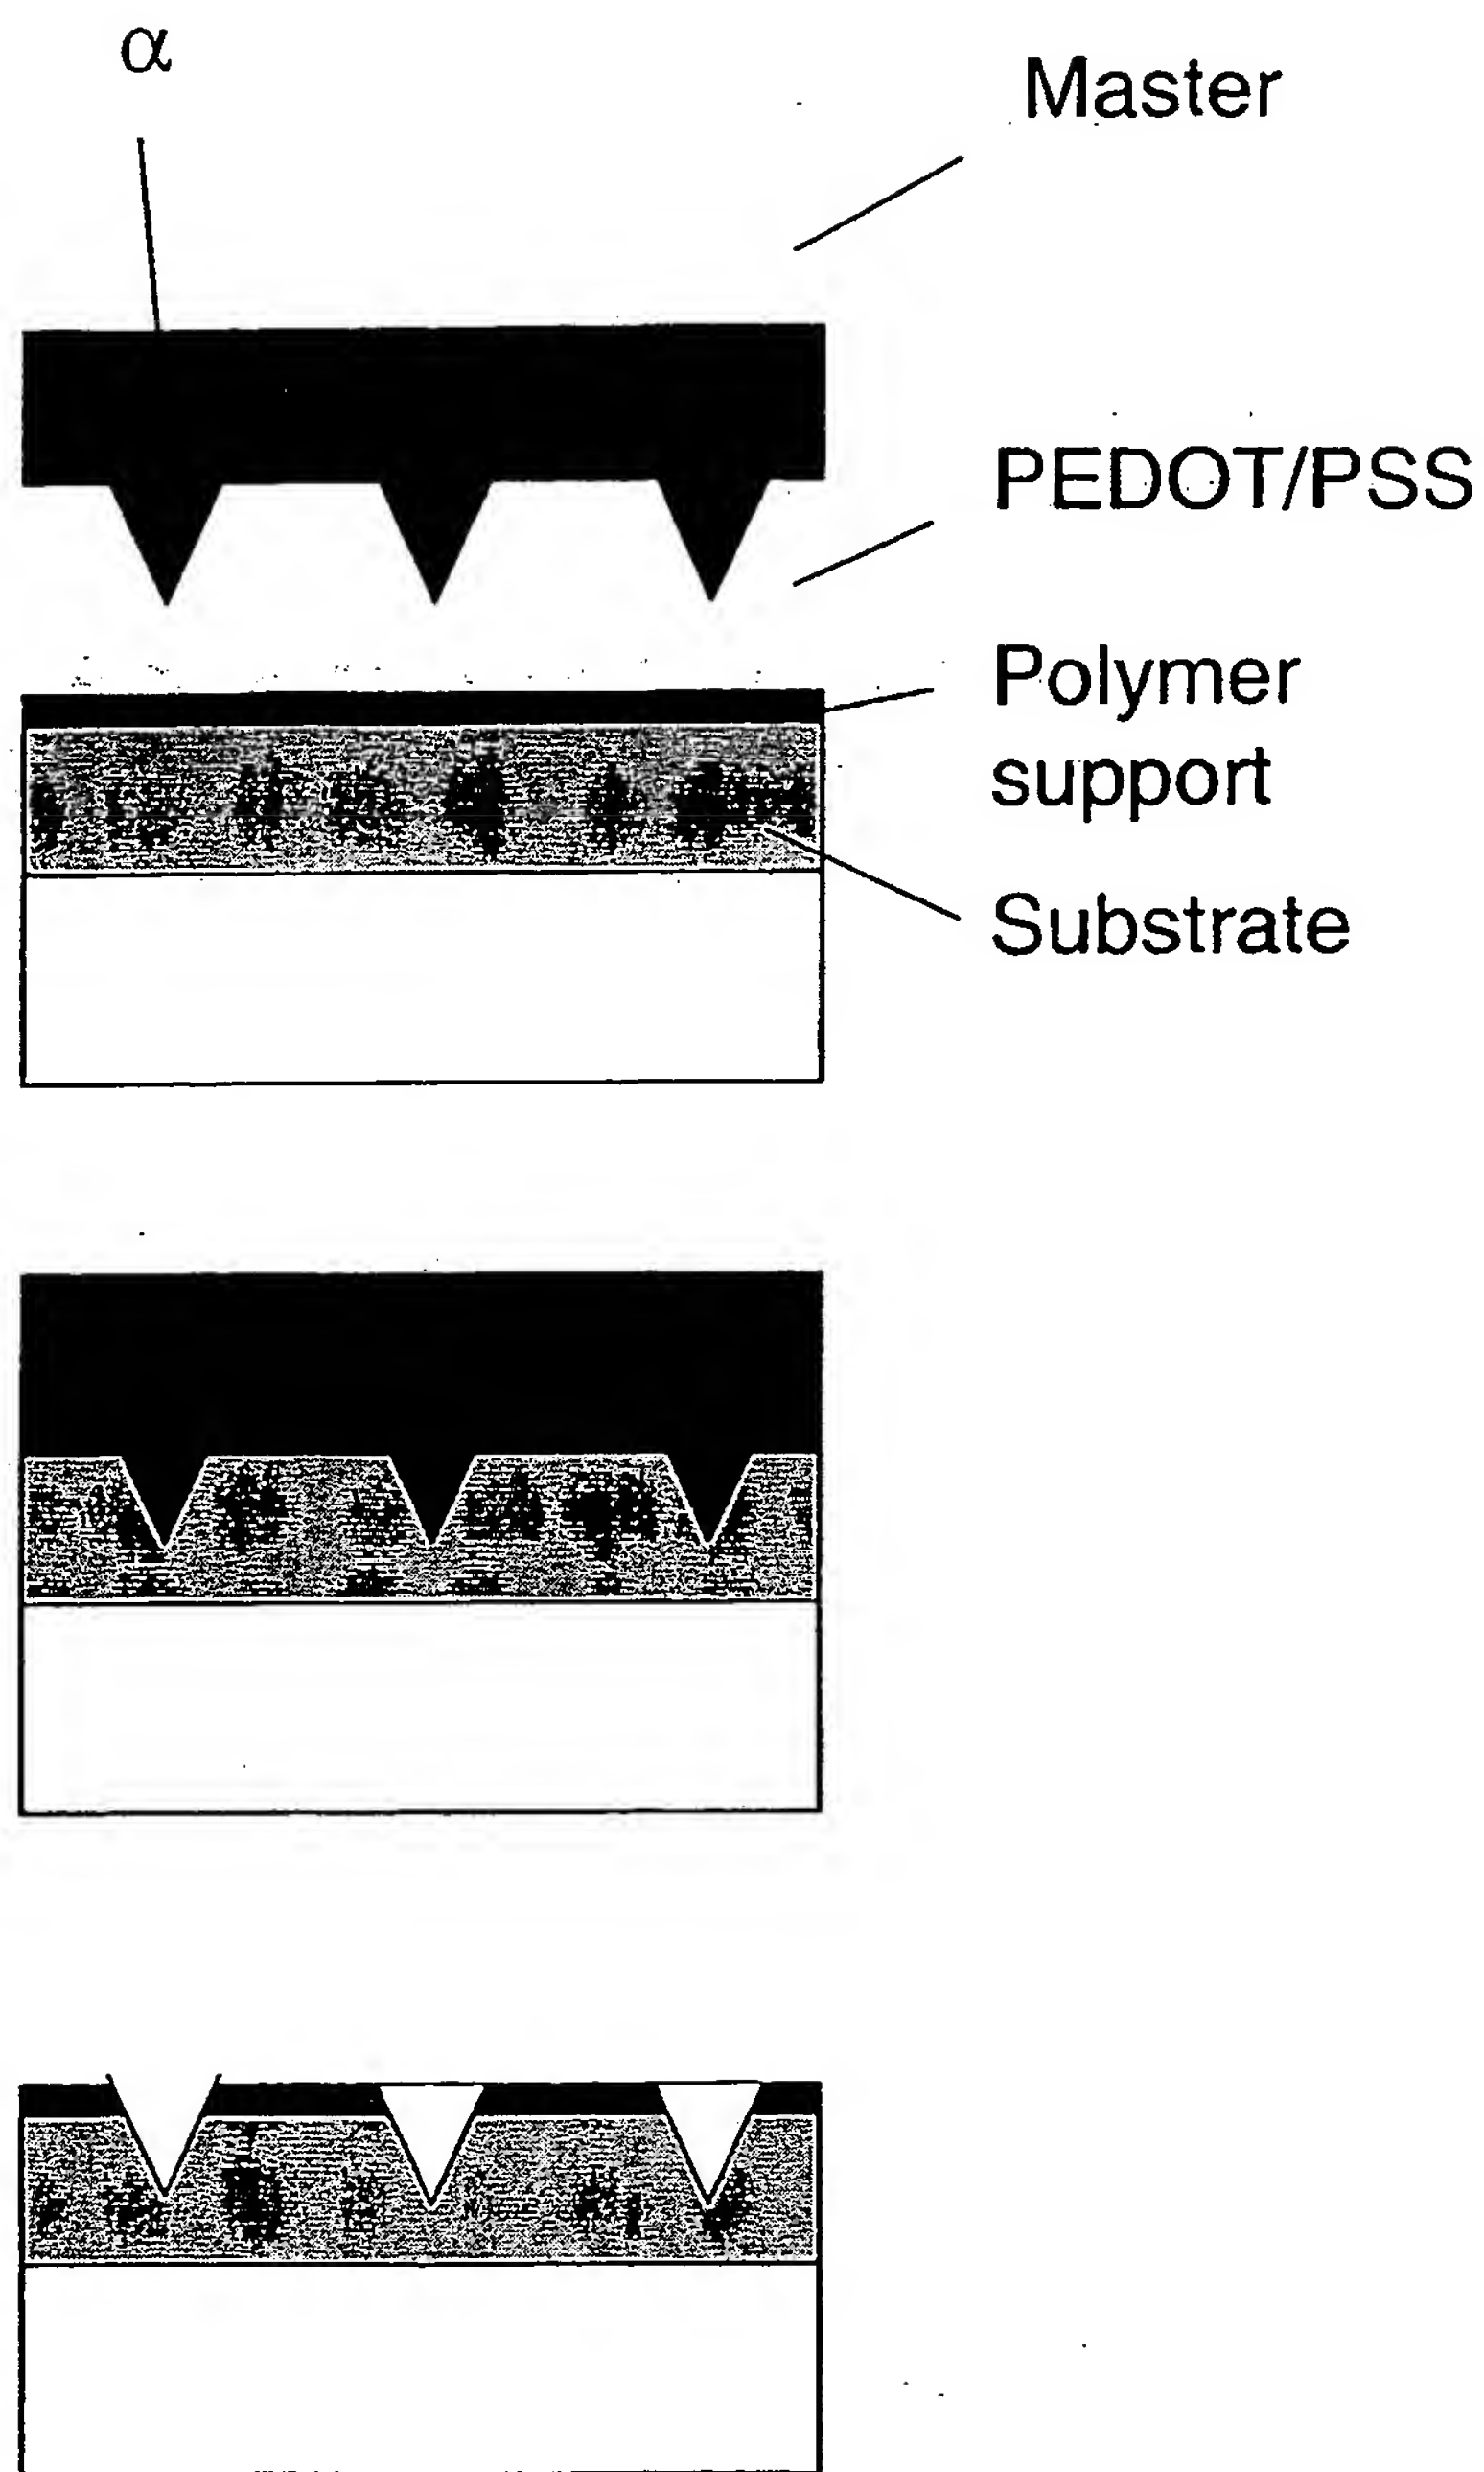 α
Master
PEDOT/PSS
Polymer
support
Substrate